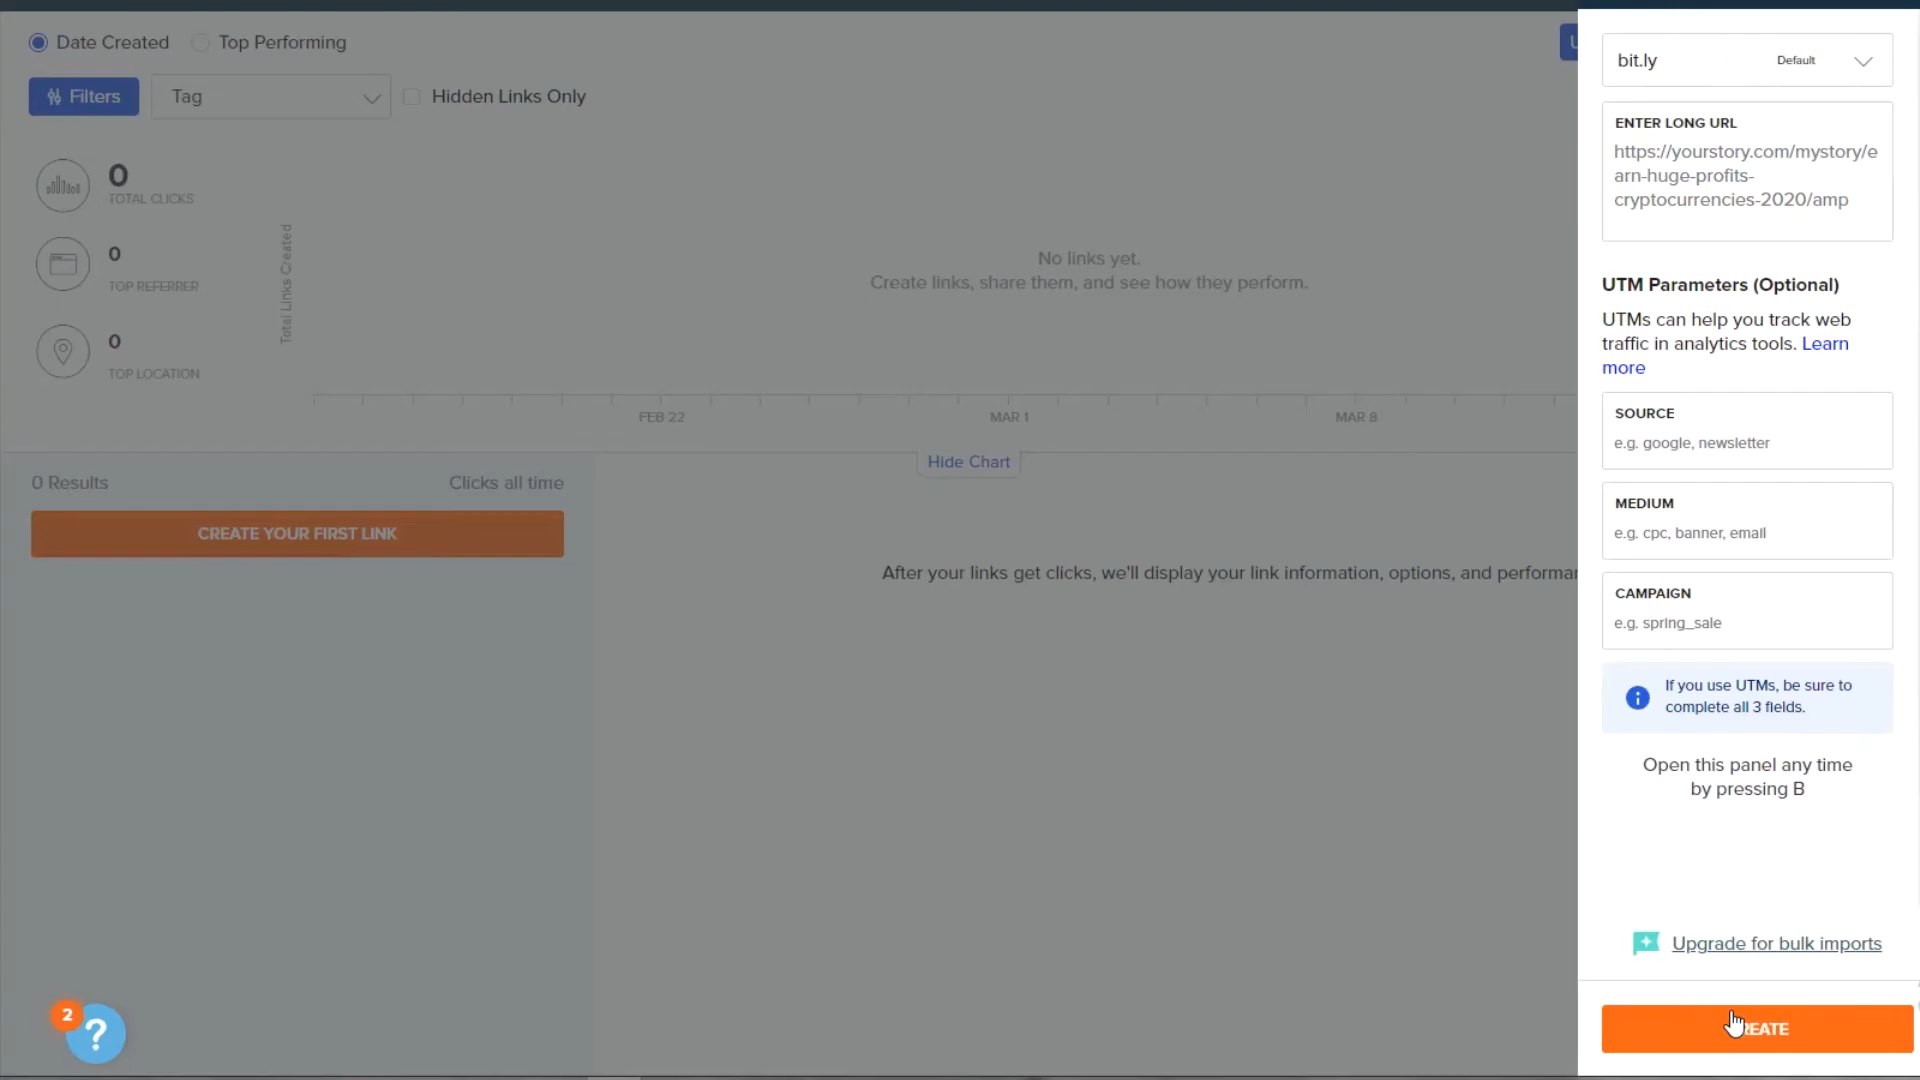 Date Created
Top Performing
Filters
Tag
Hidden Links Only
0
TOTAL CLICKS
0
TOP REFERRER
0
TOP LOCATION
Total Links Created
No links yet.
Create links, share them, and see how they perform.
FEB 22
MAR 1
MAR 8
Hide Chart
0 Results
Clicks all time
CREATE YOUR FIRST LINK
After your links get clicks, we'll display your link information, options, and
2
?
bit.ly
Default
ENTER LONG URL
https://yourstory.com/mystory/e
arn-huge-profits-
cryptocurrencies-2020/amp
UTM Parameters (Optional)
UTMs can help you track web
traffic in analytics tools. Learn
more
SOURCE
e.g. google, newsletter
MEDIUM
e.g. cpc, banner, email
CAMPAIGN
e.g. spring_sale
If you use UTMs, be sure to
complete all 3 fields.
Open this panel any time
by pressing B
Upgrade for bulk imports